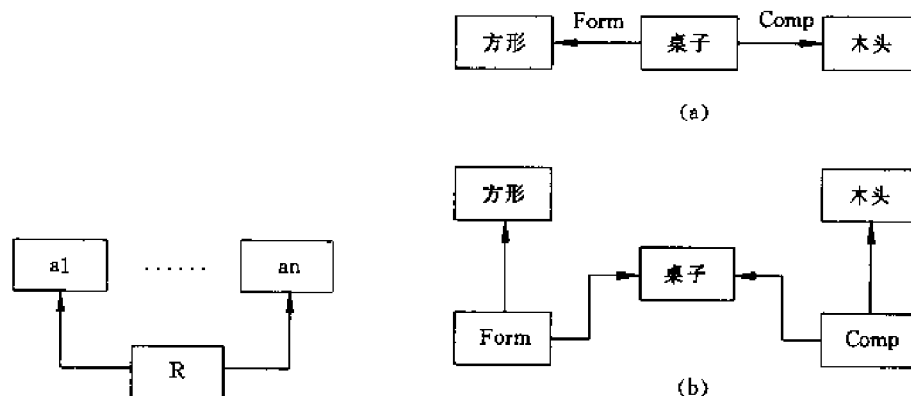 方形 Form 桌子 Comp 木头
(a)
方形 木头
a1 ...... an 桌子
Form Comp
R
(b)